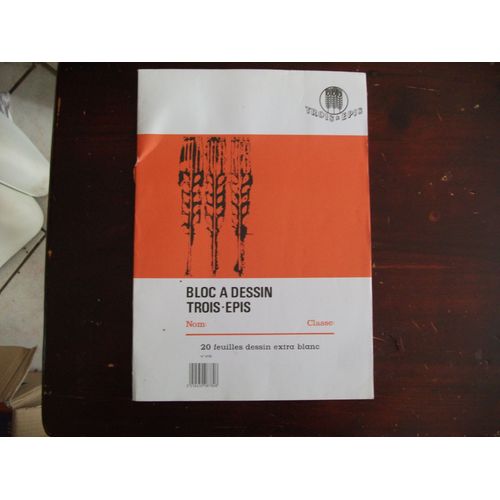 TROIS EPIS
BLOC A DESSIN
TROIS-EPIS
Nom:
Classe:
20 feuilles dessin extra blanc